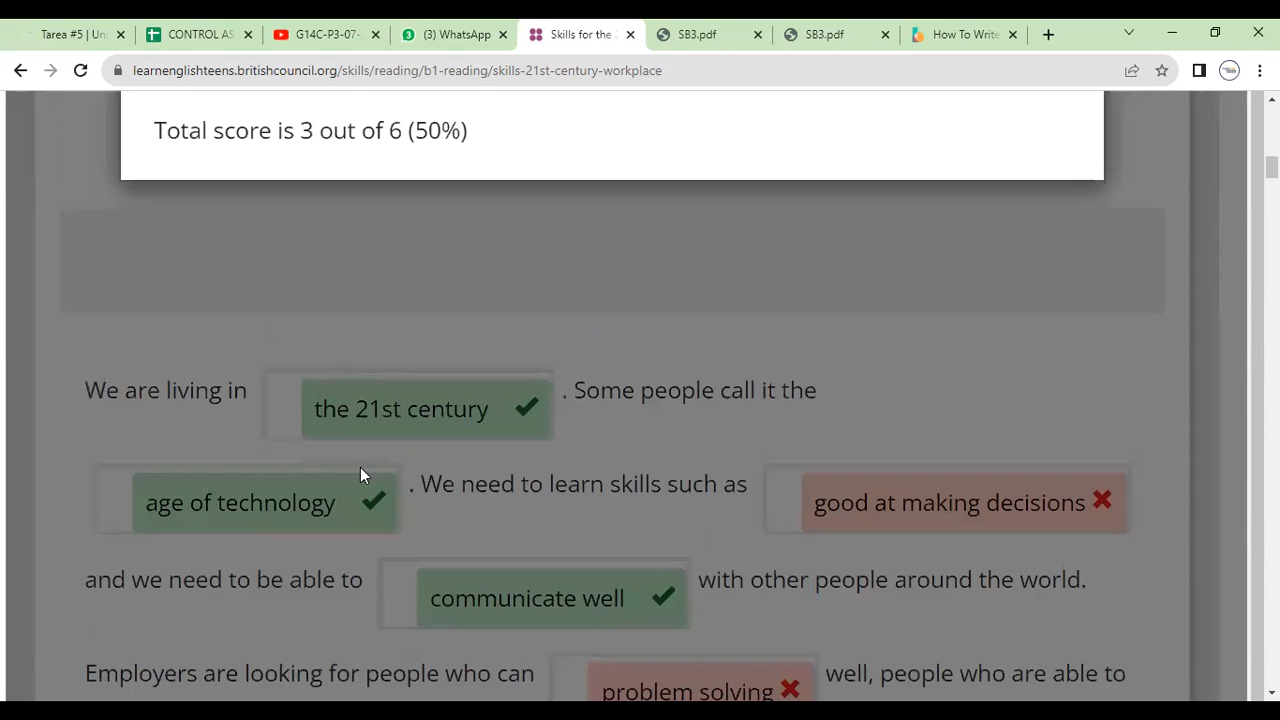 Tarea #5 | Un
CONTROL AS
G14C-P3-07-
(3) WhatsApp
Skills for the
SB3.pdf
SB3.pdf
How To Write
learnenglishteens.britishcouncil.org/skills/reading/b1-reading/skills-21st-century-workplace
Total score is 3 out of 6 (50%)
We are living in the 21st century . Some people call it the
age of technology . We need to learn skills such as good at making decisions
and we need to be able to communicate well with other people around the world.
Employers are looking for people who can problem solving well, people who are able to